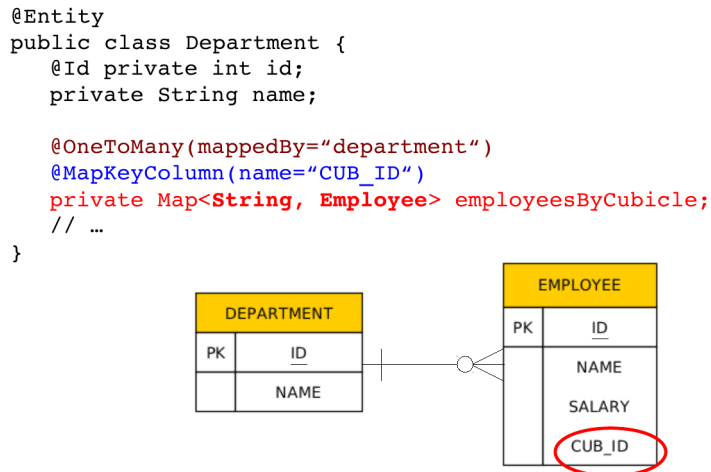 @Entity
public class Department {
@Id private int id;
private String name;
@OneToMany(mappedBy=“department“)
@MapKeyColumn(name=“CUB_ID“)
private Map<String, Employee> employeesByCubicle;
// …
}
DEPARTMENT
PK ID
NAME
EMPLOYEE
PK ID
NAME
SALARY
CUB_ID